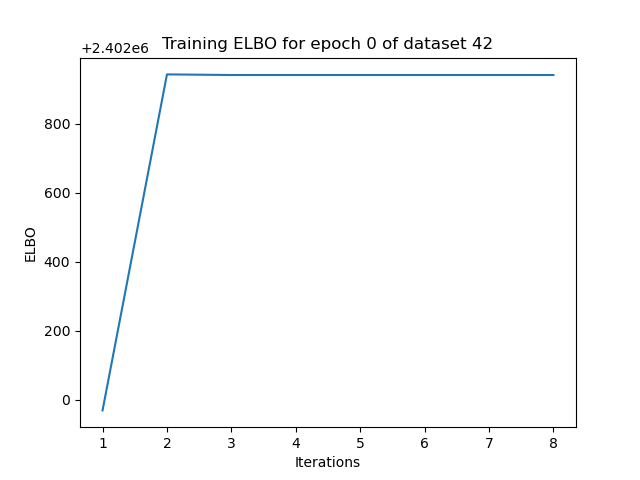 Training ELBO for epoch 0 of dataset 42
+2.402e6
800
600
400
200
0
ELBO
1 2 3 4 5 6 7 8
Iterations